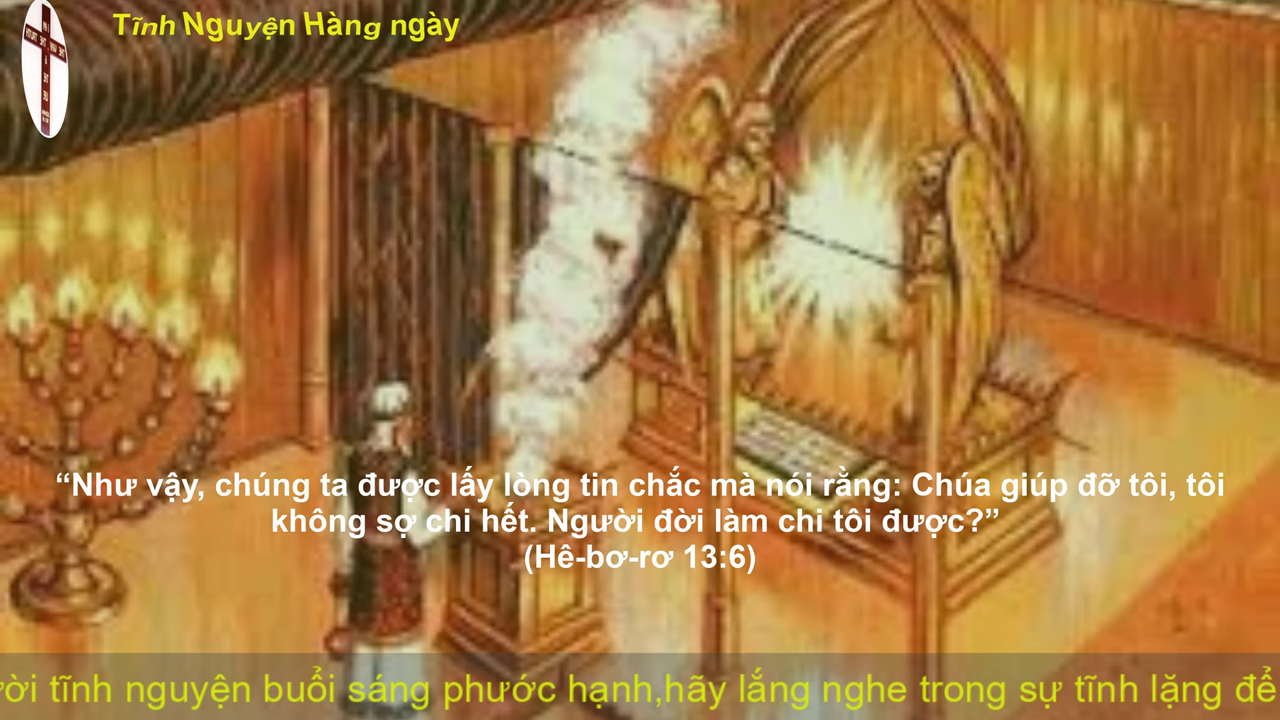 Tĩnh Nguyện Hàng ngày
“Như vậy, chúng ta được lấy lòng tin chắc mà nói rằng: Chúa giúp đỡ tôi, tôi
không sợ chi hết. Người đời làm chi tôi được?”
(Hê-bơ-rơ 13:6)
tĩnh nguyện buổi sáng phước hạnh,hãy lắng nghe trong sự tĩnh lặng để